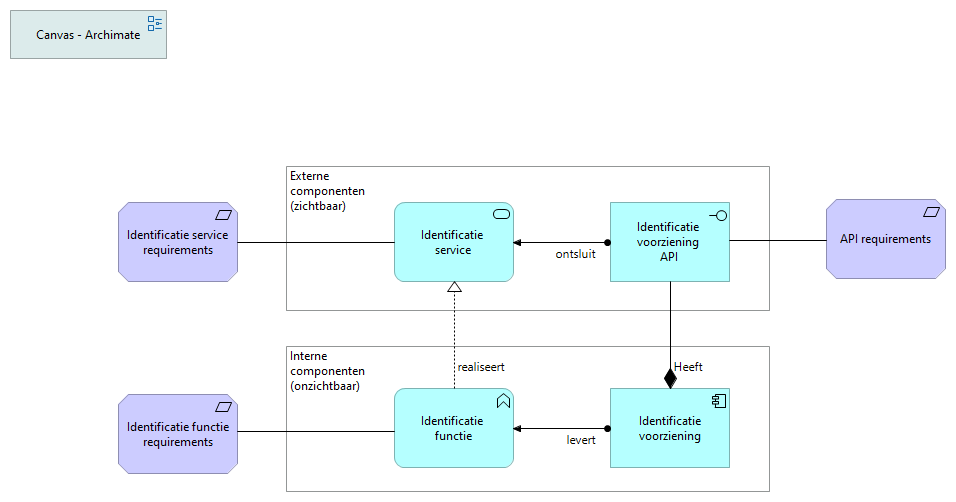 Canvas - Archimate
Externe
componenten
(zichtbaar)
Identificatie service
requirements
Identificatie
service
ontsluit
Identificatie
voorziening
API
API requirements
realiseert
Heeft
Interne
componenten
(onzichtbaar)
Identificatie functie
requirements
Identificatie
functie
levert
Identificatie
voorziening